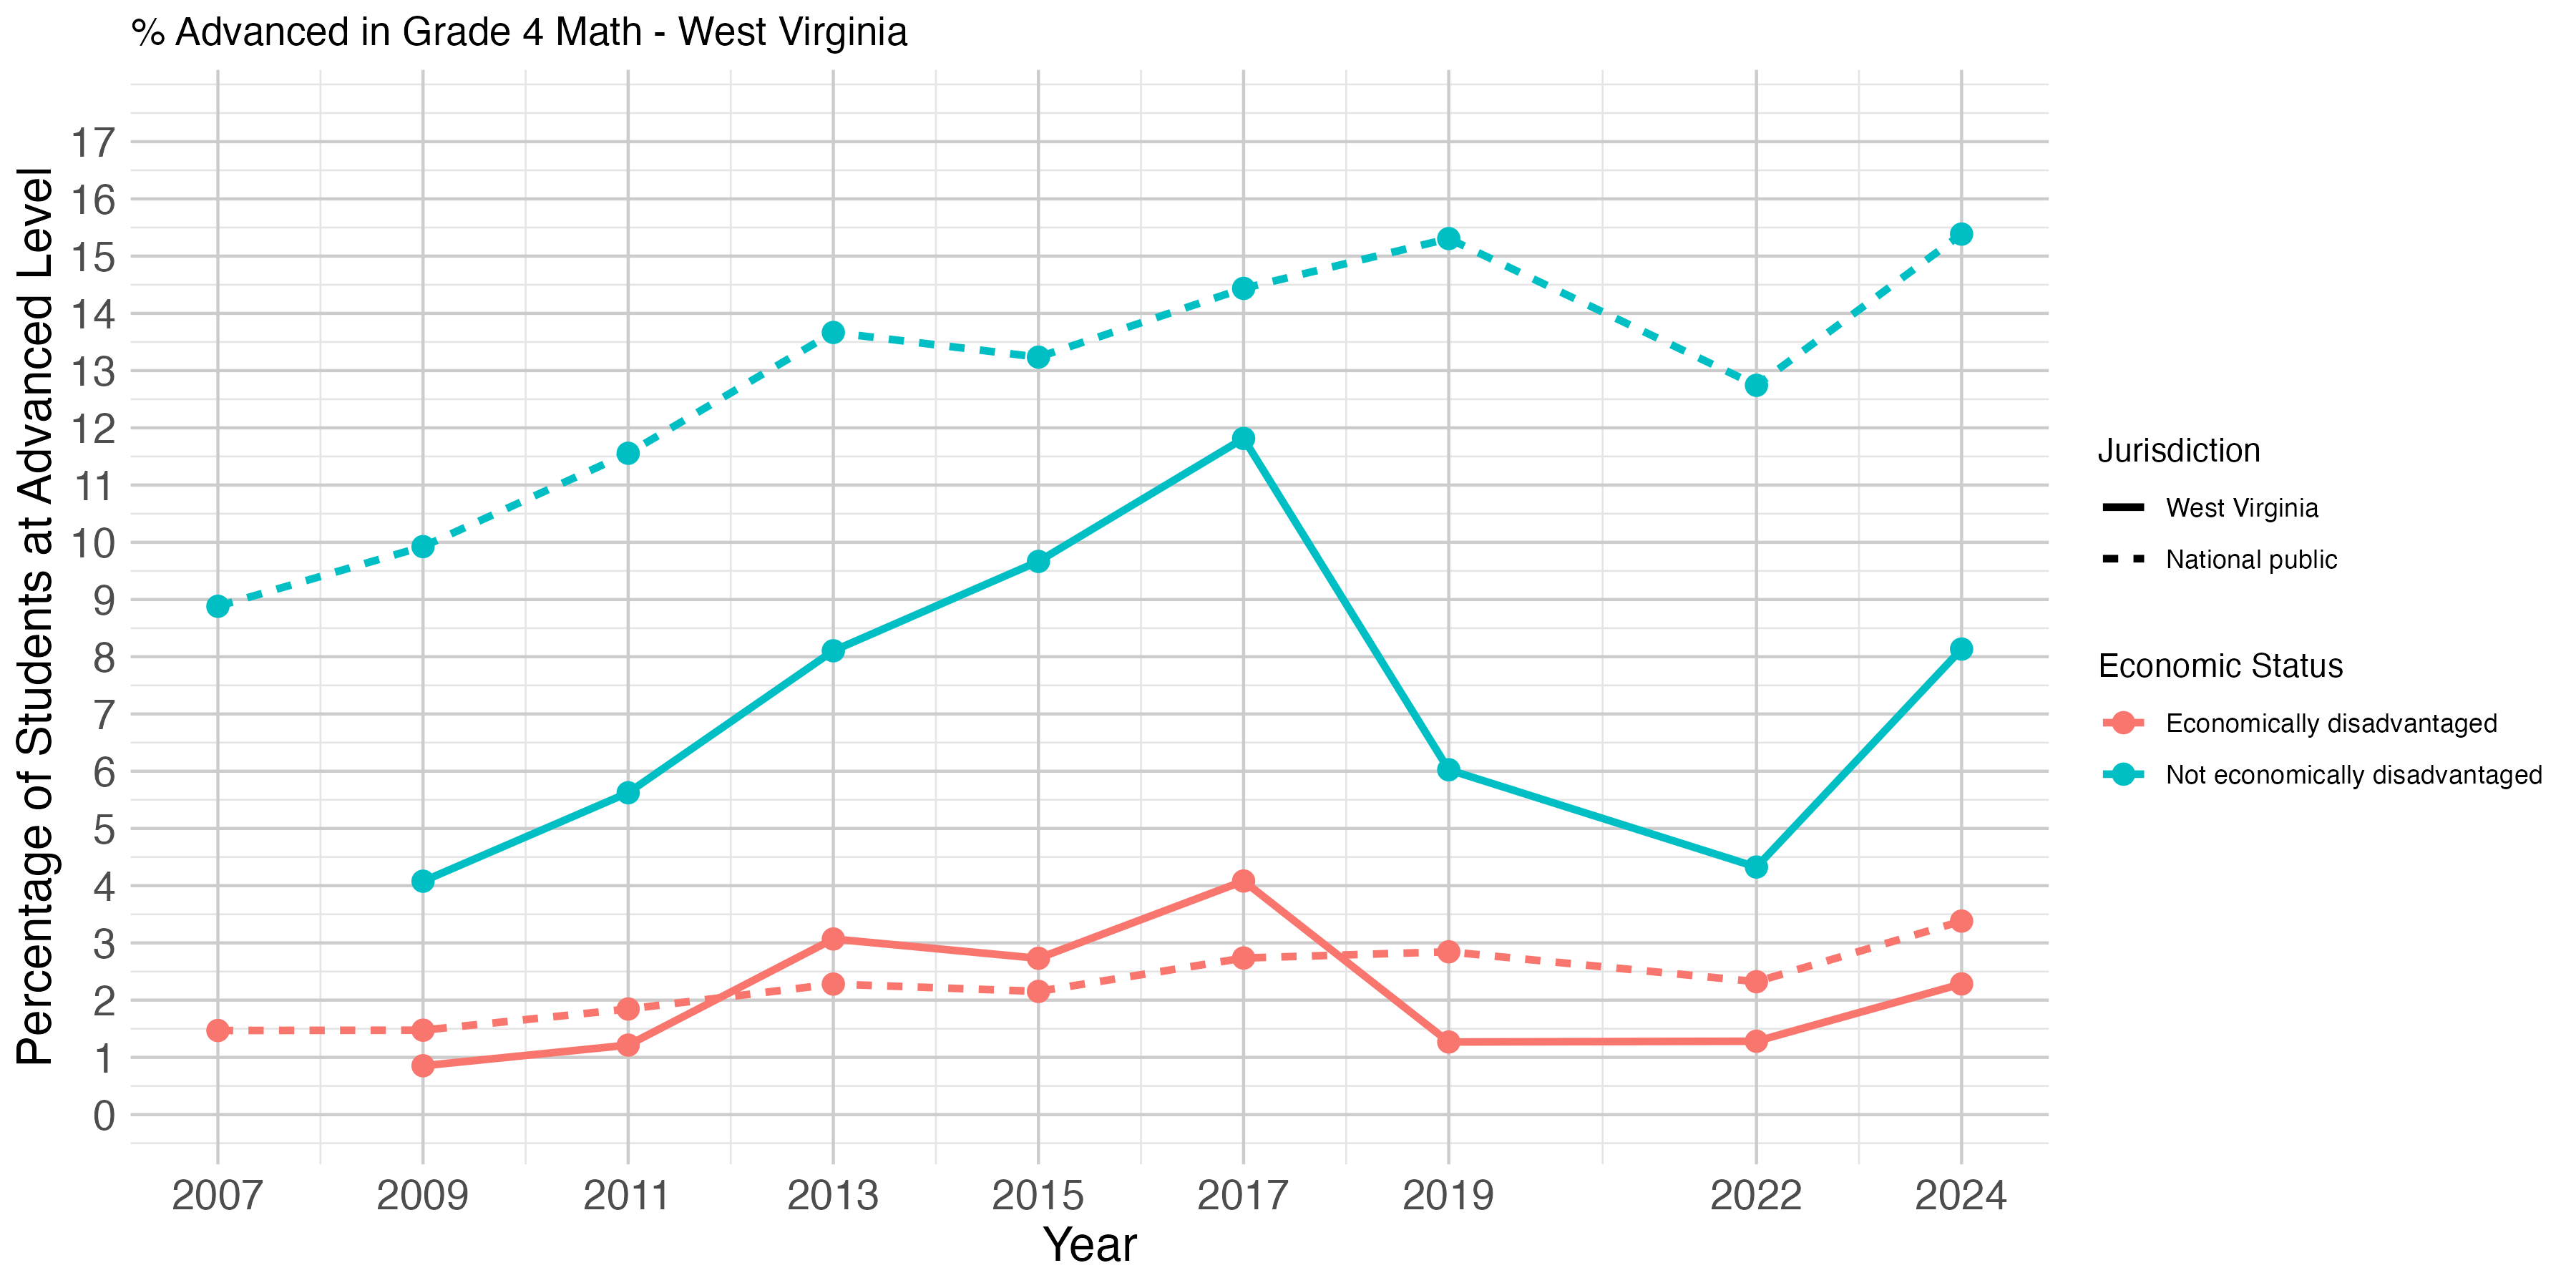 % Advanced in Grade 4 Math - West Virginia
Percentage of Students at Advanced Level
17
16
15
14
13
12
11
10
9
8
7
6
5
4
3
2
1
0
2007 2009 2011 2013 2015 2017 2019 2022 2024
Year
Jurisdiction
West Virginia
National public
Economic Status
Economically disadvantaged
Not economically disadvantaged